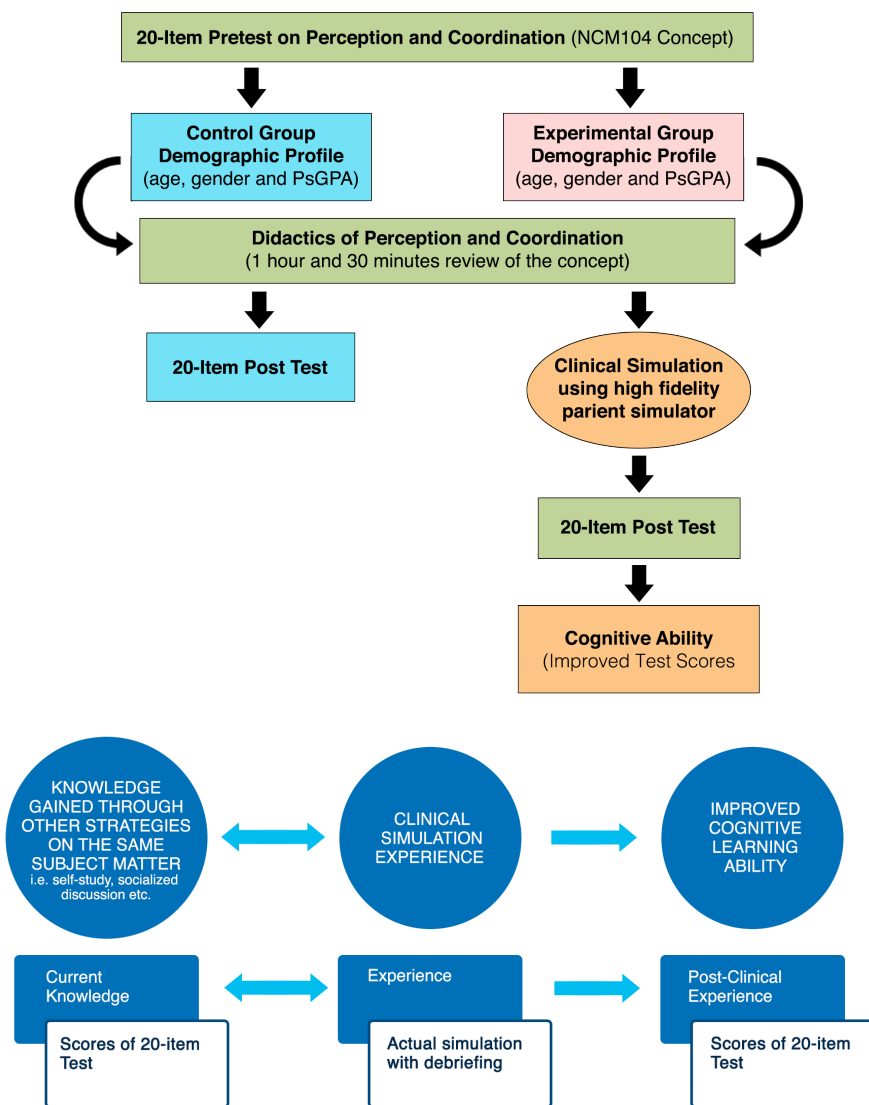 20-Item Pretest on Perception and Coordination (NCM104 Concept)
Control Group
Demographic Profile
(age, gender and PsGPA)
Experimental Group
Demographic Profile
(age, gender and PsGPA)
Didactics of Perception and Coordination
(1 hour and 30 minutes review of the concept)
20-Item Post Test
Clinical Simulation
using high fidelity
parient simulator
20-Item Post Test
Cognitive Ability
(Improved Test Scores
KNOWLEDGE
GAINED THROUGH
OTHER STRATEGIES
ON THE SAME
SUBJECT MATTER
i.e. self-study, socialized
discussion etc.
CLINICAL
SIMULATION
EXPERIENCE
IMPROVED
COGNITIVE
LEARNING
ABILITY
Current
Knowledge
Scores of 20-item
Test
Experience
Actual simulation
with debriefing
Post-Clinical
Experience
Scores of 20-item
Test